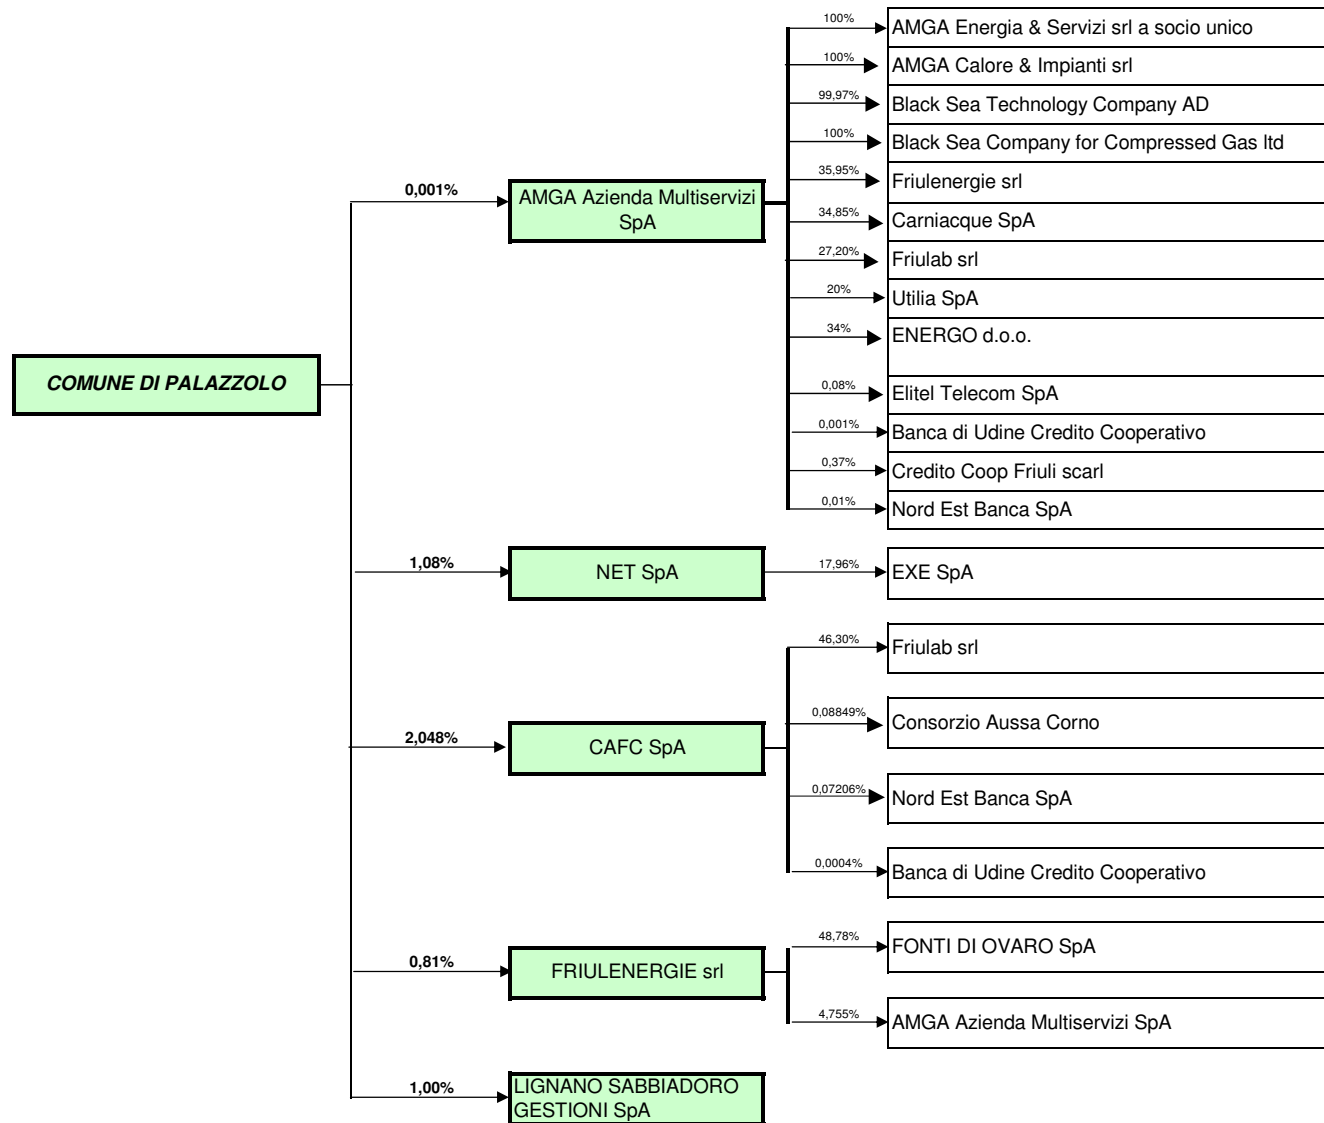 100%
AMGA Energia & Servizi srl a socio unico
100%
AMGA Calore & Impianti srl
99,97%
Black Sea Technology Company AD
100%
Black Sea Company for Compressed Gas ltd
35,95%
Friulenergie srl
0,001%
AMGA Azienda Multiservizi
SpA
34,85%
Carniacque SpA
27,20%
Friulab srl
20%
Utilia SpA
34%
ENERGO d.o.o.
COMUNE DI PALAZZOLO
0,08%
Elitel Telecom SpA
0,001%
Banca di Udine Credito Cooperativo
0,37%
Credito Coop Friuli scarl
0,01%
Nord Est Banca SpA
1,08%
NET SpA
17,96%
EXE SpA
46,30%
Friulab srl
0,08849%
Consorzio Aussa Corno
2,048%
CAFC SpA
0,07206%
Nord Est Banca SpA
0,0004%
Banca di Udine Credito Cooperativo
48,78%
FONTI DI OVARO SpA
0,81%
FRIULENERGIE srl
4,755%
AMGA Azienda Multiservizi SpA
1,00%
LIGNANO SABBIADORO
GESTIONI SpA